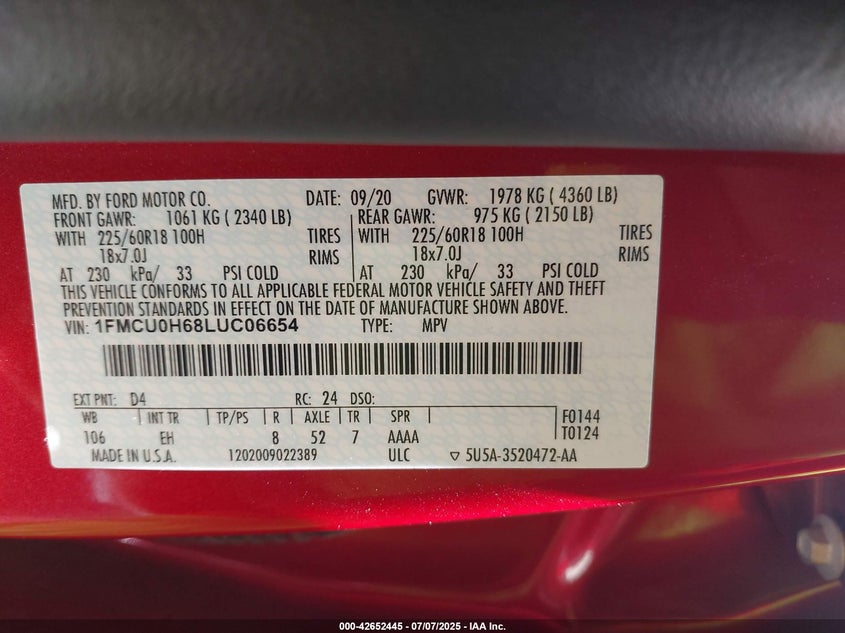 MFD. BY FORD MOTOR CO. DATE: 09/20 GVWR: 1978 KG ( 4360 LB)
FRONT GAWR: 1061 KG ( 2340 LB) REAR GAWR: 975 KG ( 2150 LB)
WITH 225/60R18 100H TIRES WITH 225/60R18 100H TIRES
18x7.0J RIMS 18x7.0J RIMS
AT 230 kPa/ 33 PSI COLD AT 230 kPa/ 33 PSI COLD
THIS VEHICLE CONFORMS TO ALL APPLICABLE FEDERAL MOTOR VEHICLE SAFETY AND THEFT
PREVENTION STANDARDS IN EFFECT ON THE DATE OF MANUFACTURE SHOWN ABOVE.
VIN: 1FMCU0H68LUC06654 TYPE: MPV
EXT PNT: D4 RC: 24 DSO:
WB INT TR TP/PS R AXLE TR SPR F0144
106 EH 8 52 7 AAAA T0124
MADE IN U.S.A. 1202009022389 ULC ▽ 5U5A-3520472-AA
000-42652445 - 07/07/2025 - IAA Inc.